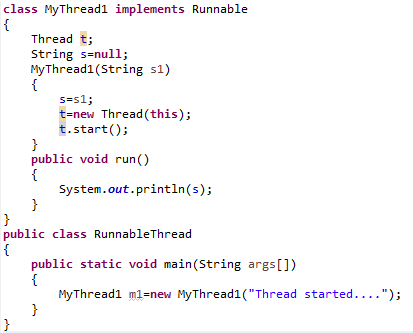 class MyThread1 implements Runnable
{
    Thread t;
    String s=null;
    MyThread1(String s1)
    {
        s=s1;
        t=new Thread(this);
        t.start();
    }
    public void run()
    {
        System.out.println(s);
    }
}
public class RunnableThread
{
    public static void main(String args[])
    {
        MyThread1 m1=new MyThread1("Thread started....");
    }
}